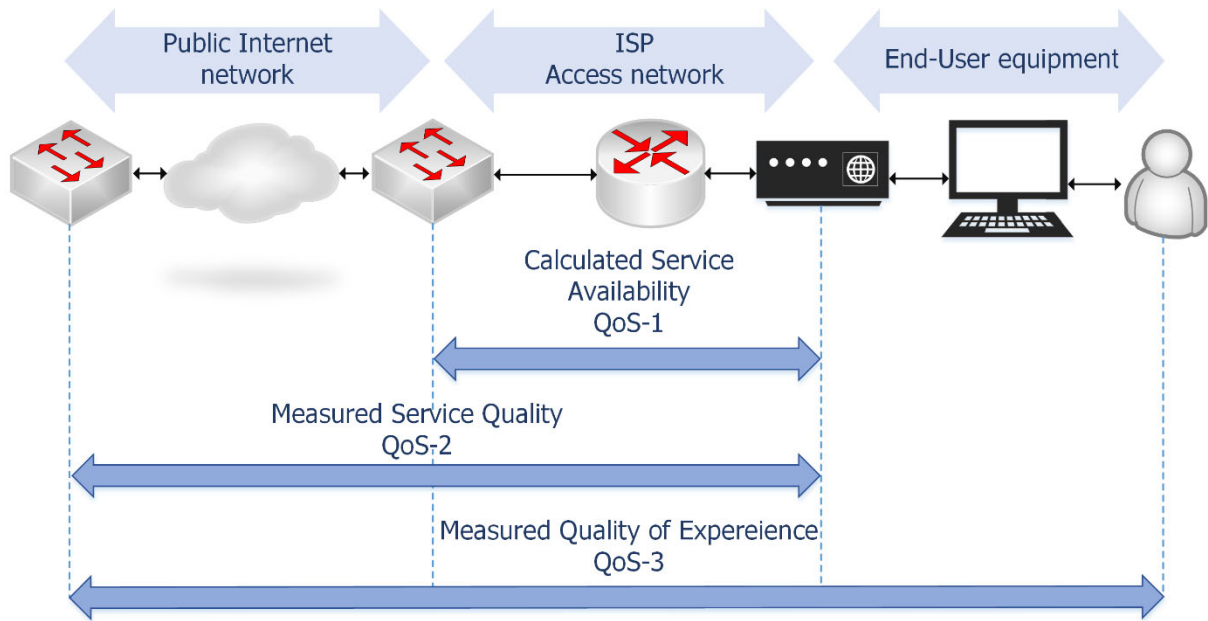 Public Internet
network
ISP
Access network
End-User equipment
Calculated Service
Availability
QoS-1
Measured Service Quality
QoS-2
Measured Quality of Expereience
QoS-3